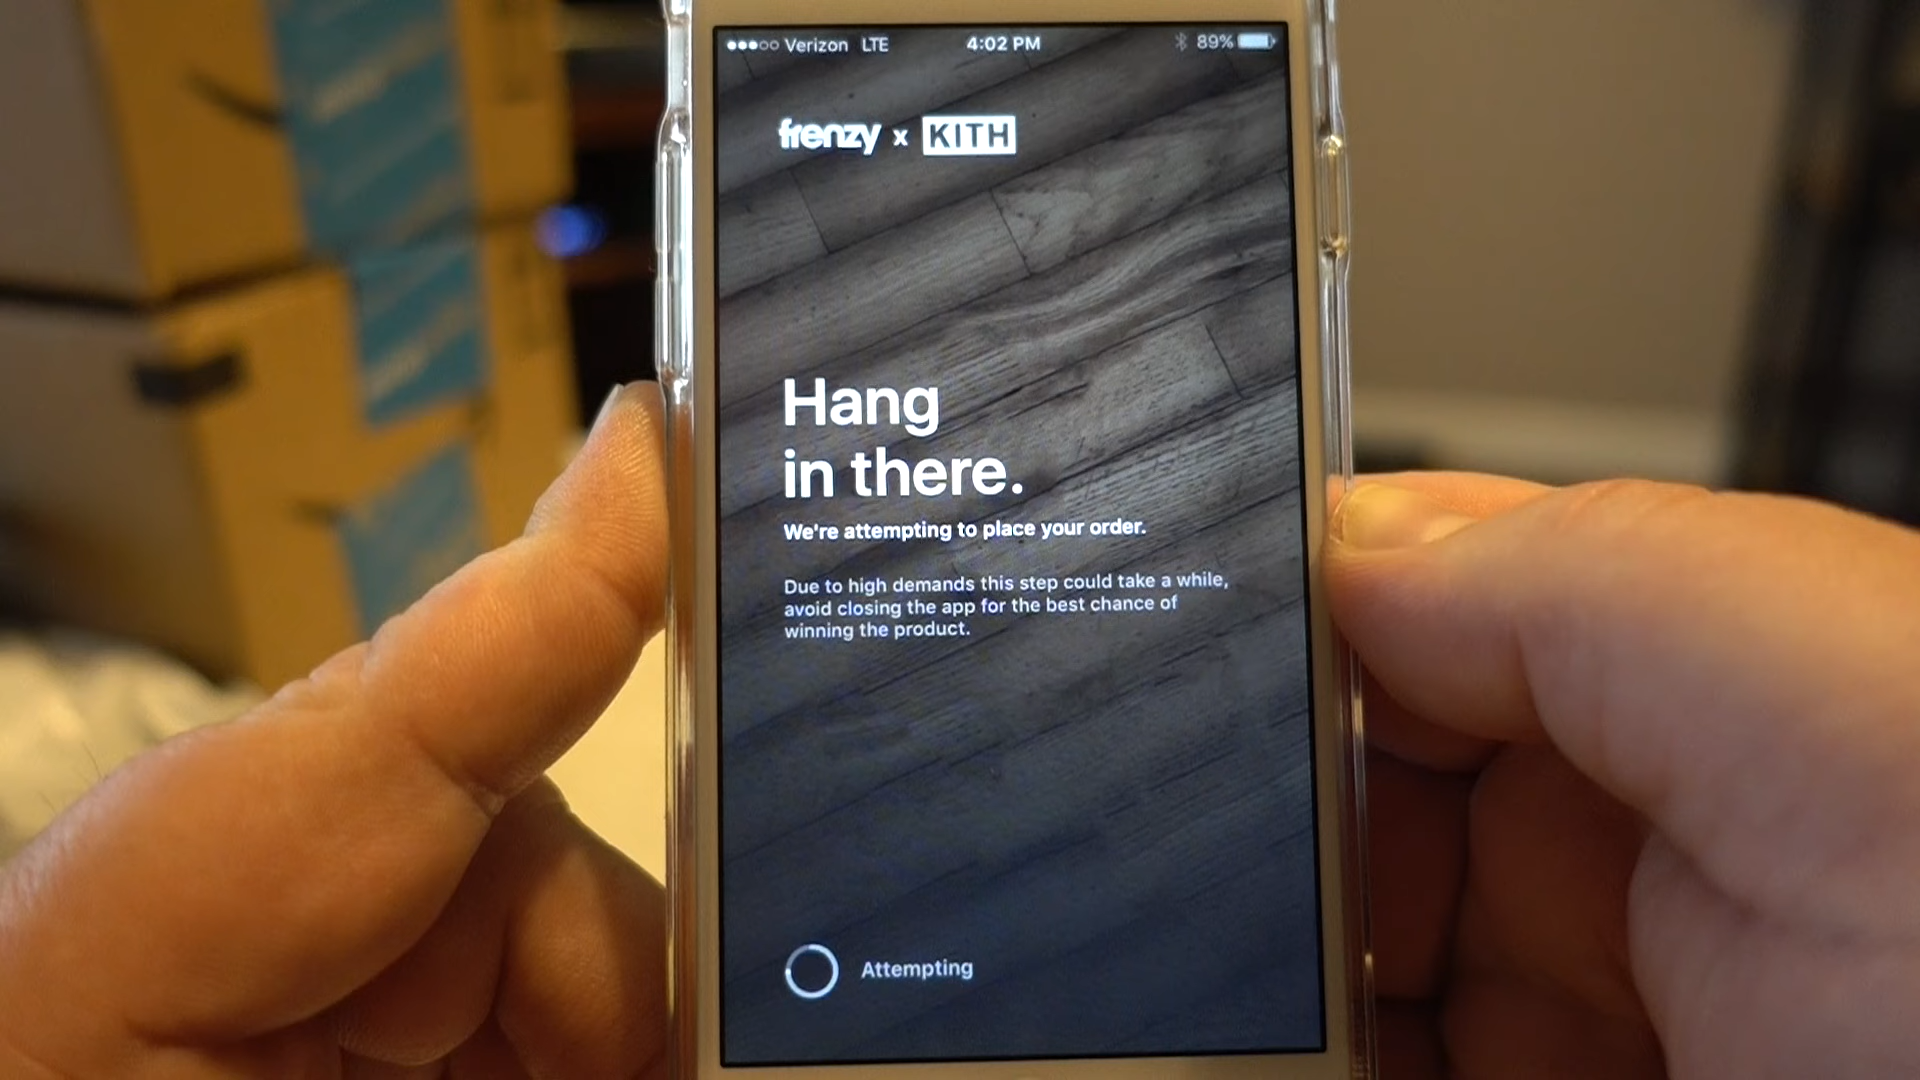 Verizon LTE 4:02 PM 89%
frenzy x KITH
Hang
in there.
We're attempting to place your order.
Due to high demands this step could take a while,
avoid closing the app for the best chance of
winning the product.
Attempting